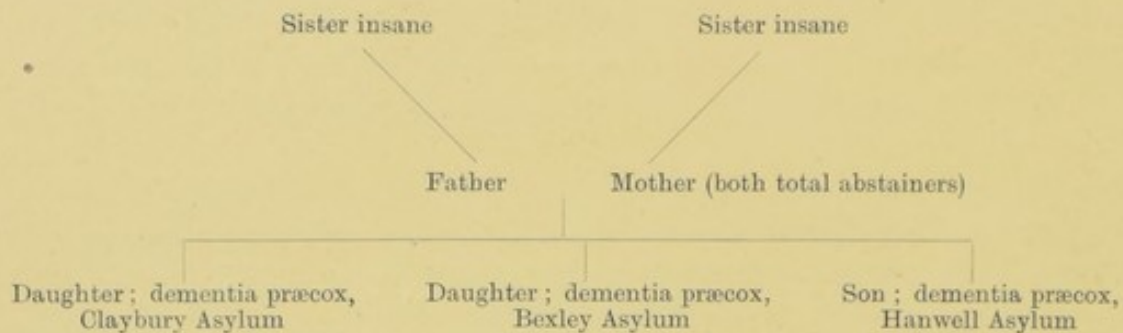 Sister insane Sister insane
Father Mother (both total abstainers)
Daughter; dementia præcox, Daughter; dementia præcox, Son; dementia præcox,
Claybury Asylum Bexley Asylum Hanwell Asylum